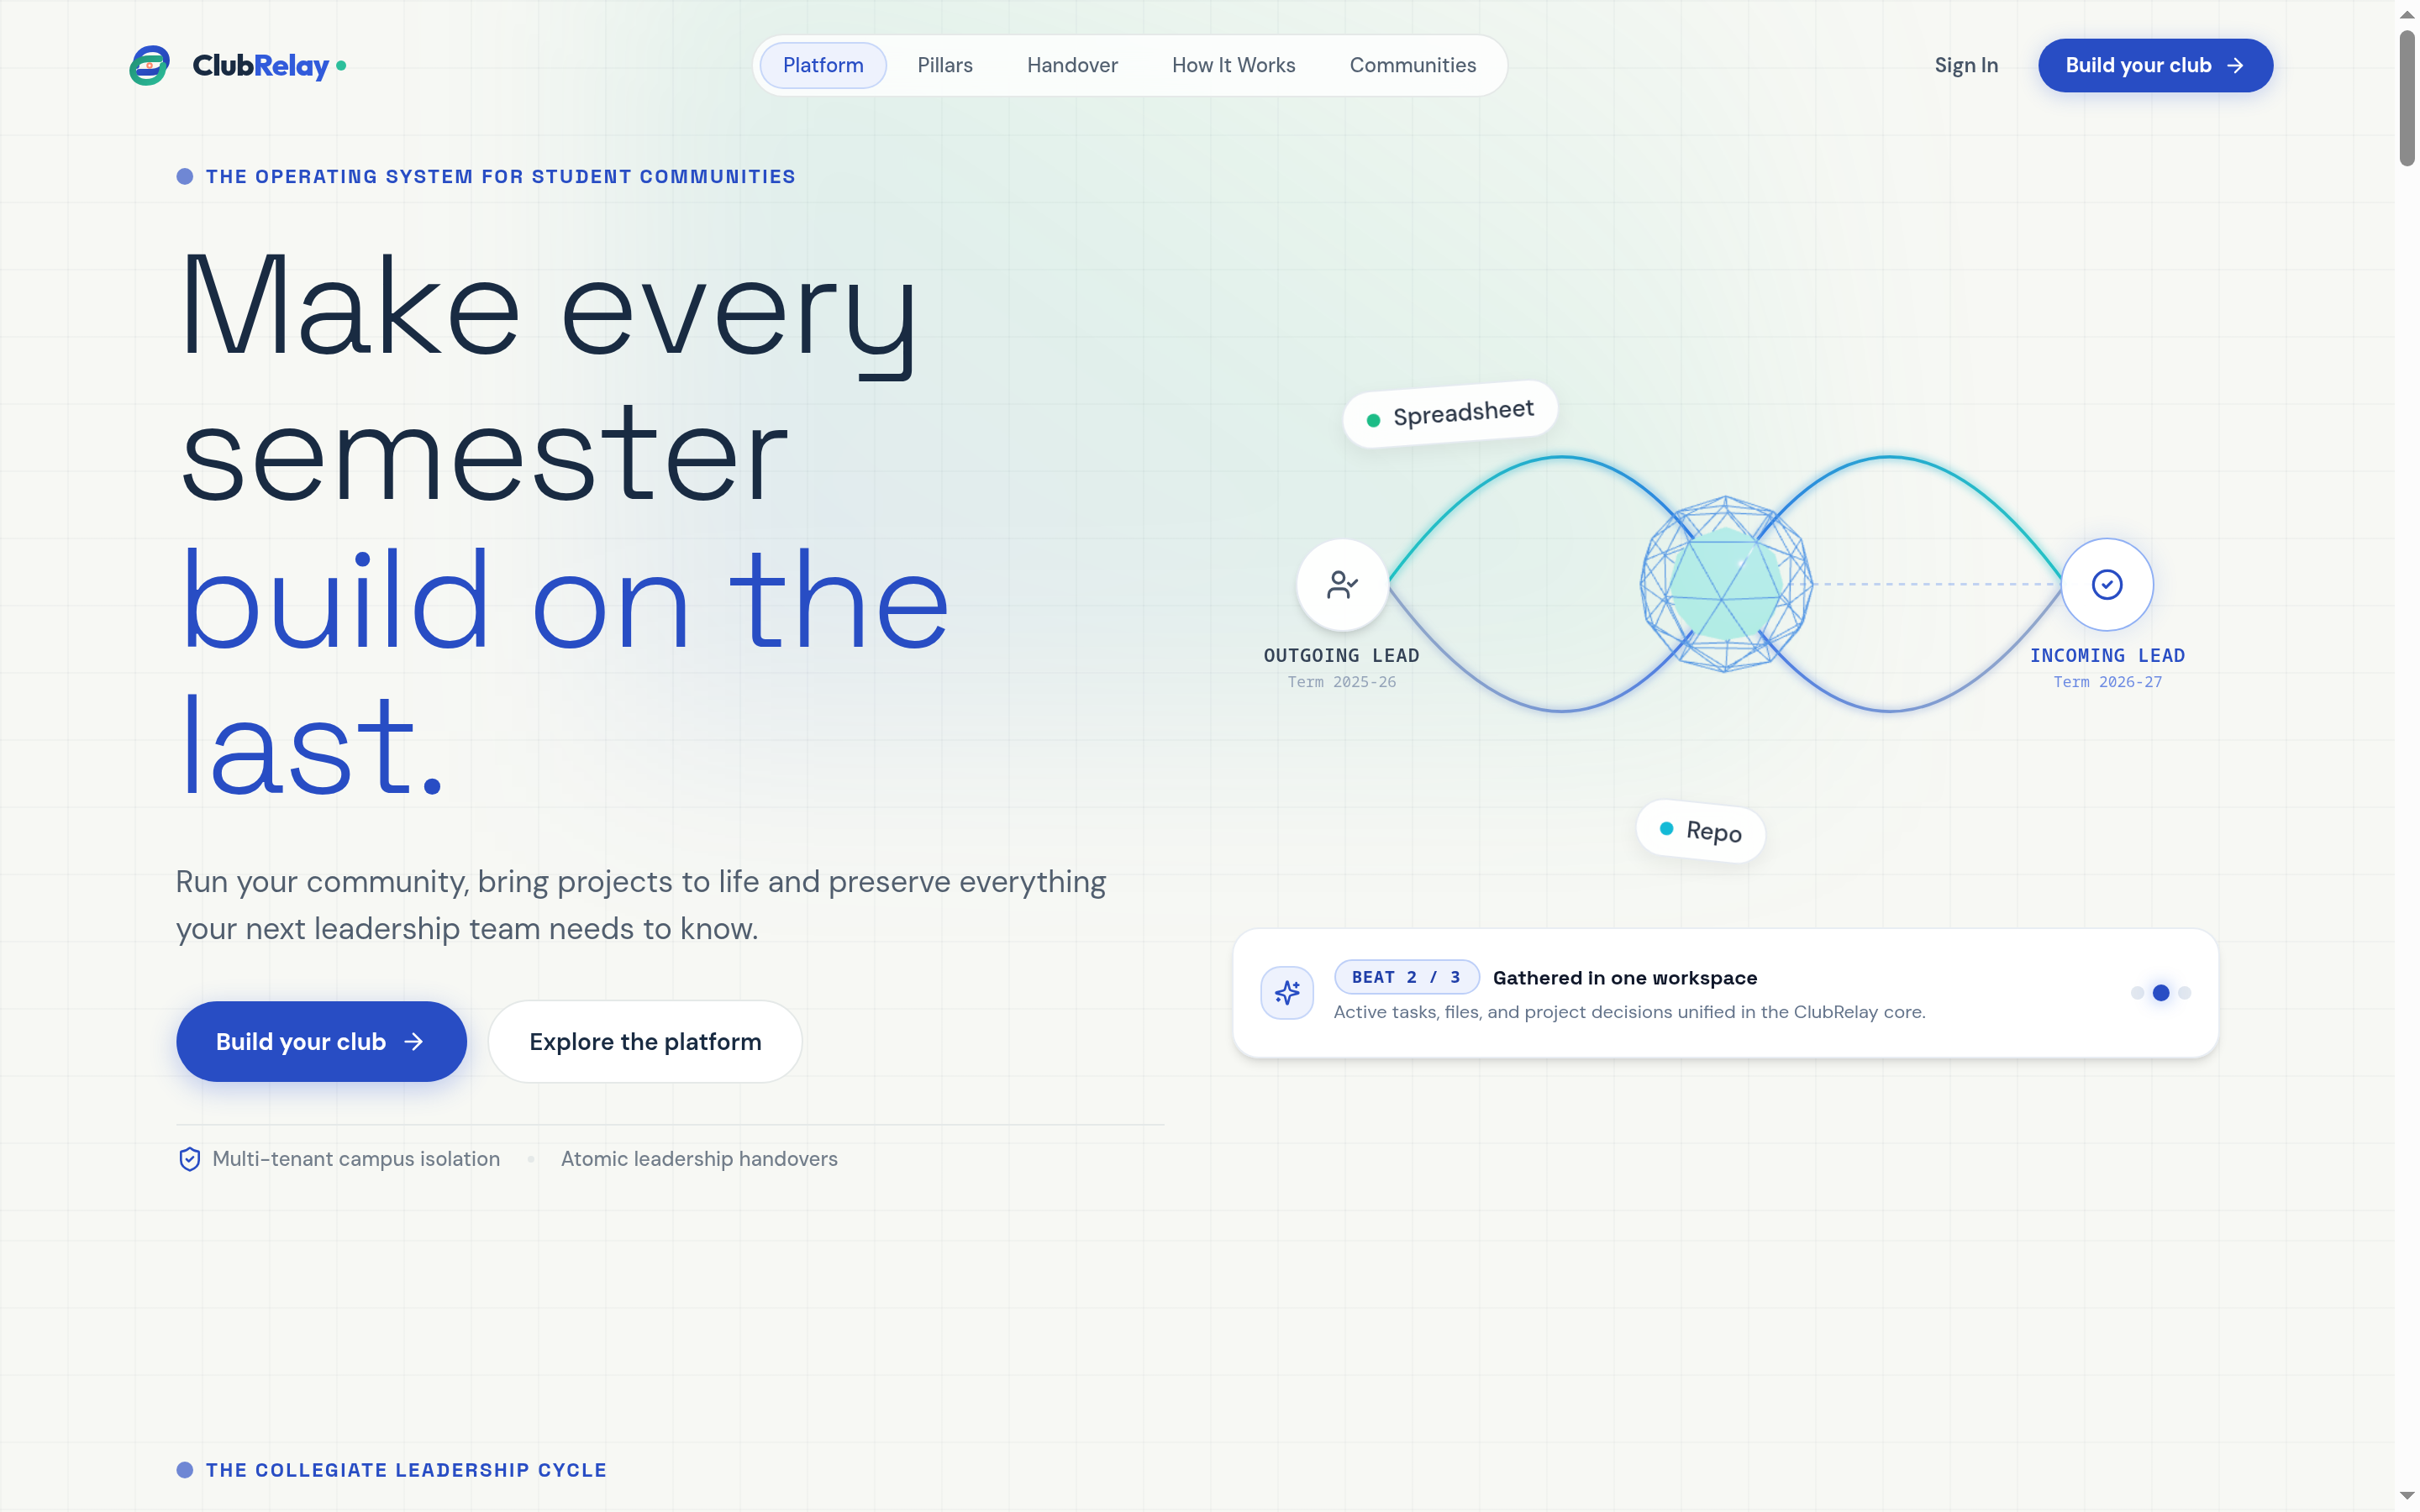 ClubRelay
Platform
Pillars
Handover
How It Works
Communities
Sign In
Build your club
THE OPERATING SYSTEM FOR STUDENT COMMUNITIES
Make every
semester
build on the
last.
Run your community, bring projects to life and preserve everything
your next leadership team needs to know.
Build your club
Explore the platform
Multi-tenant campus isolation
Atomic leadership handovers
Spreadsheet
OUTGOING LEAD
Term 2025-26
INCOMING LEAD
Term 2026-27
Repo
BEAT 2 / 3
Gathered in one workspace
Active tasks, files, and project decisions unified in the ClubRelay core.
THE COLLEGIATE LEADERSHIP CYCLE